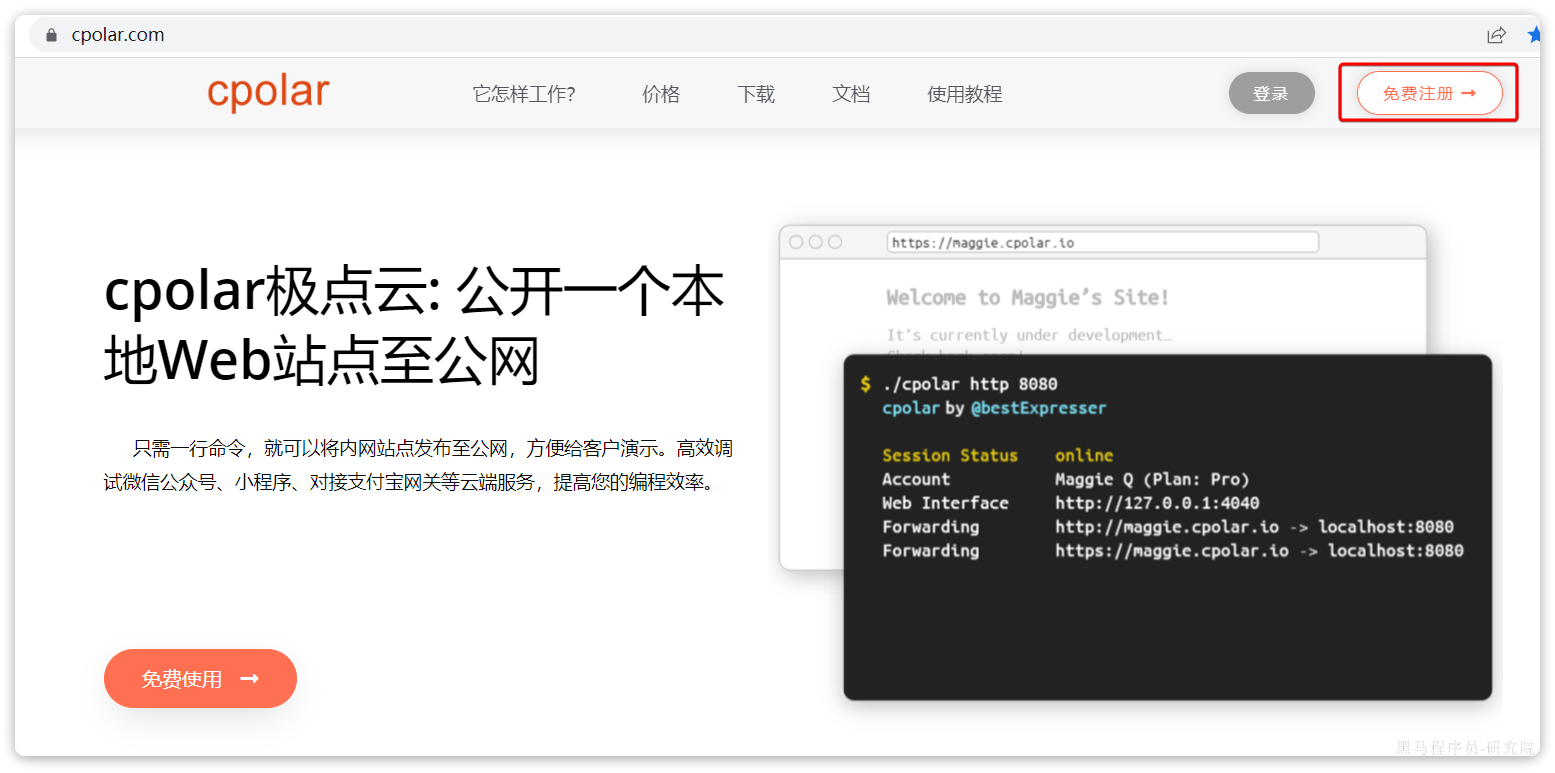 cpolar.com
cpolar
它怎样工作?
价格
下载
文档
使用教程
登录
免费注册 →
cpolar极点云: 公开一个本
地Web站点至公网
只需一行命令，就可以将内网站点发布至公网，方便给客户演示。高效调
试微信公众号、小程序、对接支付宝网关等云端服务，提高您的编程效率。
免费使用 →
https://maggie.cpolar.io
Welcome to Maggie's Site!
It's currently under development…
$ ./cpolar http 8080
cpolar by @bestExpresser
Session Status online
Account Maggie Q (Plan: Pro)
Web Interface http://127.0.0.1:4040
Forwarding http://maggie.cpolar.io -> localhost:8080
Forwarding https://maggie.cpolar.io -> localhost:8080
黑马程序员-研究院